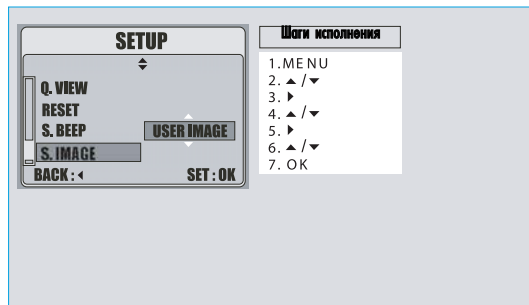 SETUP
Q. VIEW
RESET
S. BEEP
USER IMAGE
S. IMAGE
BACK : ◂ SET : OK
Шаги исполнения
1. MENU
2. ▲ / ▼
3. ▶
4. ▲ / ▼
5. ▶
6. ▲ / ▼
7. OK